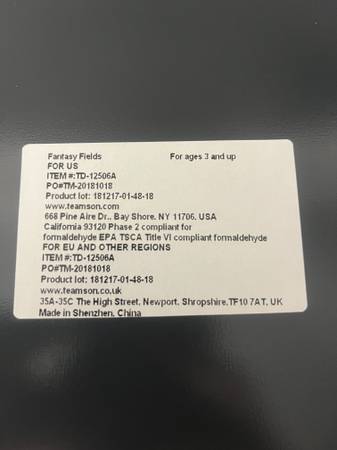 Fantasy Fields For ages 3 and up
FOR US
ITEM #:TD-12506A
PO#TM-20181018
Product lot: 181217-01-48-18
www.teamson.com
668 Pine Aire Dr., Bay Shore, NY 11706, USA
California 93120 Phase 2 compliant for
formaldehyde EPA TSCA Title VI compliant formaldehyde
FOR EU AND OTHER REGIONS
ITEM #:TD-12506A
PO#TM-20181018
Product lot: 181217-01-48-18
www.teamson.co.uk
35A-35C The High Street, Newport, Shropshire,TF10 7AT, UK
Made in Shenzhen, China